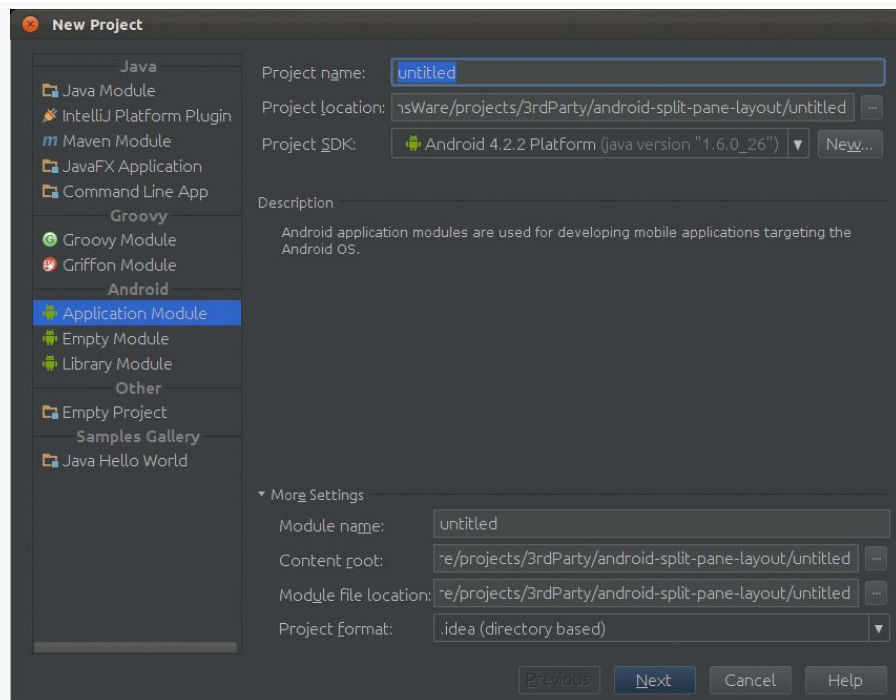 New Project
Java
Java Module
IntelliJ Platform Plugin
Maven Module
JavaFX Application
Command Line App
Groovy
Groovy Module
Griffon Module
Android
Application Module
Empty Module
Library Module
Other
Empty Project
Samples Gallery
Java Hello World
Project name: untitled
Project location: nsWare/projects/3rdParty/android-split-pane-layout/untitled ...
Project SDK: Android 4.2.2 Platform (java version "1.6.0_26") New...
Description
Android application modules are used for developing mobile applications targeting the
Android OS.
More Settings
Module name: untitled
Content root: re/projects/3rdParty/android-split-pane-layout/untitled ...
Module file location: re/projects/3rdParty/android-split-pane-layout/untitled ...
Project format: .idea (directory based)
Previous Next Cancel Help